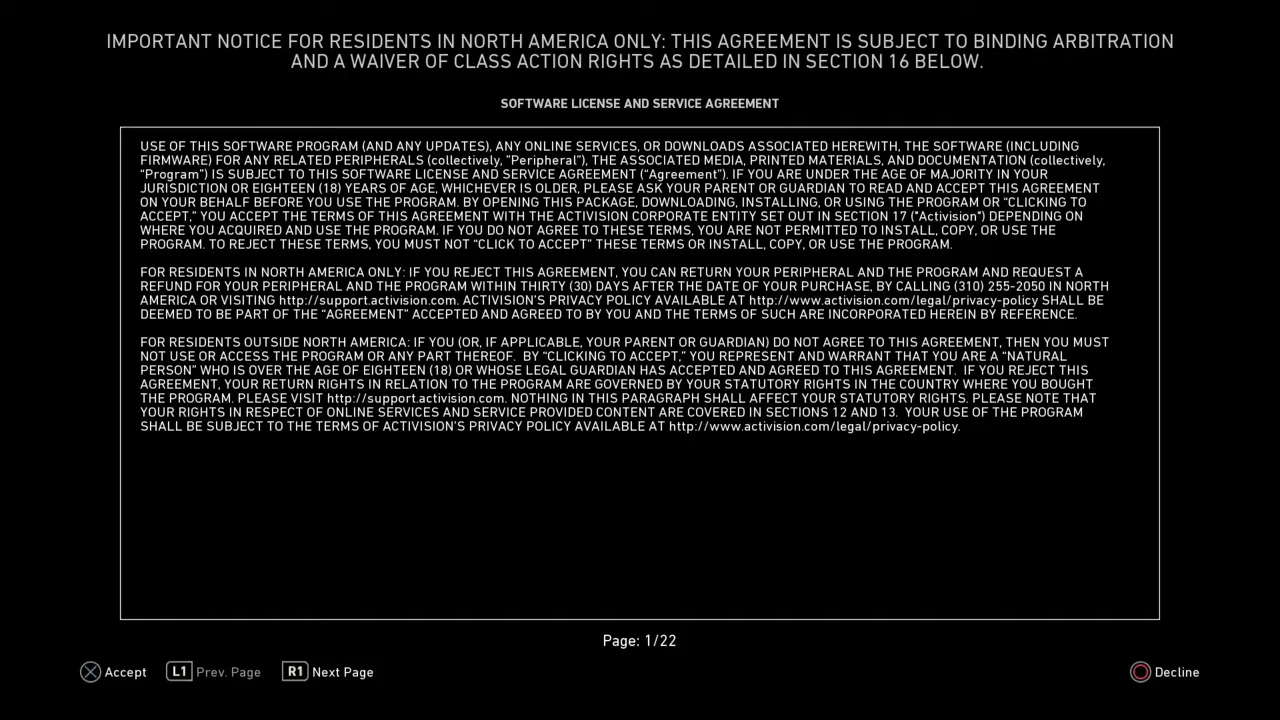 IMPORTANT NOTICE FOR RESIDENTS IN NORTH AMERICA ONLY: THIS AGREEMENT IS SUBJECT TO BINDING ARBITRATION
AND A WAIVER OF CLASS ACTION RIGHTS AS DETAILED IN SECTION 16 BELOW.
SOFTWARE LICENSE AND SERVICE AGREEMENT
USE OF THIS SOFTWARE PROGRAM (AND ANY UPDATES), ANY ONLINE SERVICES, OR DOWNLOADS ASSOCIATED HEREWITH, THE SOFTWARE (INCLUDING
FIRMWARE) FOR ANY RELATED PERIPHERALS (collectively, "Peripheral"), THE ASSOCIATED MEDIA, PRINTED MATERIALS, AND DOCUMENTATION (collectively,
"Program") IS SUBJECT TO THIS SOFTWARE LICENSE AND SERVICE AGREEMENT ("Agreement"). IF YOU ARE UNDER THE AGE OF MAJORITY IN YOUR
JURISDICTION OR EIGHTEEN (18) YEARS OF AGE, WHICHEVER IS OLDER, PLEASE ASK YOUR PARENT OR GUARDIAN TO READ AND ACCEPT THIS AGREEMENT
ON YOUR BEHALF BEFORE YOU USE THE PROGRAM. BY OPENING THIS PACKAGE, DOWNLOADING, INSTALLING, OR USING THE PROGRAM OR "CLICKING TO
ACCEPT," YOU ACCEPT THE TERMS OF THIS AGREEMENT WITH THE ACTIVISION CORPORATE ENTITY SET OUT IN SECTION 17 ("Activision") DEPENDING ON
WHERE YOU ACQUIRED AND USE THE PROGRAM. IF YOU DO NOT AGREE TO THESE TERMS, YOU ARE NOT PERMITTED TO INSTALL, COPY, OR USE THE
PROGRAM. TO REJECT THESE TERMS, YOU MUST NOT "CLICK TO ACCEPT" THESE TERMS OR INSTALL, COPY, OR USE THE PROGRAM.
FOR RESIDENTS IN NORTH AMERICA ONLY: IF YOU REJECT THIS AGREEMENT, YOU CAN RETURN YOUR PERIPHERAL AND THE PROGRAM AND REQUEST A
REFUND FOR YOUR PERIPHERAL AND THE PROGRAM WITHIN THIRTY (30) DAYS AFTER THE DATE OF YOUR PURCHASE, BY CALLING (310) 255-2050 IN NORTH
AMERICA OR VISITING http://support.activision.com. ACTIVISION'S PRIVACY POLICY AVAILABLE AT http://www.activision.com/legal/privacy-policy SHALL BE
DEEMED TO BE PART OF THE "AGREEMENT" ACCEPTED AND AGREED TO BY YOU AND THE TERMS OF SUCH ARE INCORPORATED HEREIN BY REFERENCE.
FOR RESIDENTS OUTSIDE NORTH AMERICA: IF YOU (OR, IF APPLICABLE, YOUR PARENT OR GUARDIAN) DO NOT AGREE TO THIS AGREEMENT, THEN YOU MUST
NOT USE OR ACCESS THE PROGRAM OR ANY PART THEREOF. BY "CLICKING TO ACCEPT," YOU REPRESENT AND WARRANT THAT YOU ARE A "NATURAL
PERSON" WHO IS OVER THE AGE OF EIGHTEEN (18) OR WHOSE LEGAL GUARDIAN HAS ACCEPTED AND AGREED TO THIS AGREEMENT. IF YOU REJECT THIS
AGREEMENT, YOUR RETURN RIGHTS IN RELATION TO THE PROGRAM ARE GOVERNED BY YOUR STATUTORY RIGHTS IN THE COUNTRY WHERE YOU BOUGHT
THE PROGRAM. PLEASE VISIT http://support.activision.com. NOTHING IN THIS PARAGRAPH SHALL AFFECT YOUR STATUTORY RIGHTS. PLEASE NOTE THAT
YOUR RIGHTS IN RESPECT OF ONLINE SERVICES AND SERVICE PROVIDED CONTENT ARE COVERED IN SECTIONS 12 AND 13. YOUR USE OF THE PROGRAM
SHALL BE SUBJECT TO THE TERMS OF ACTIVISION'S PRIVACY POLICY AVAILABLE AT http://www.activision.com/legal/privacy-policy.
Page: 1/22
Accept L1 Prev. Page R1 Next Page Decline